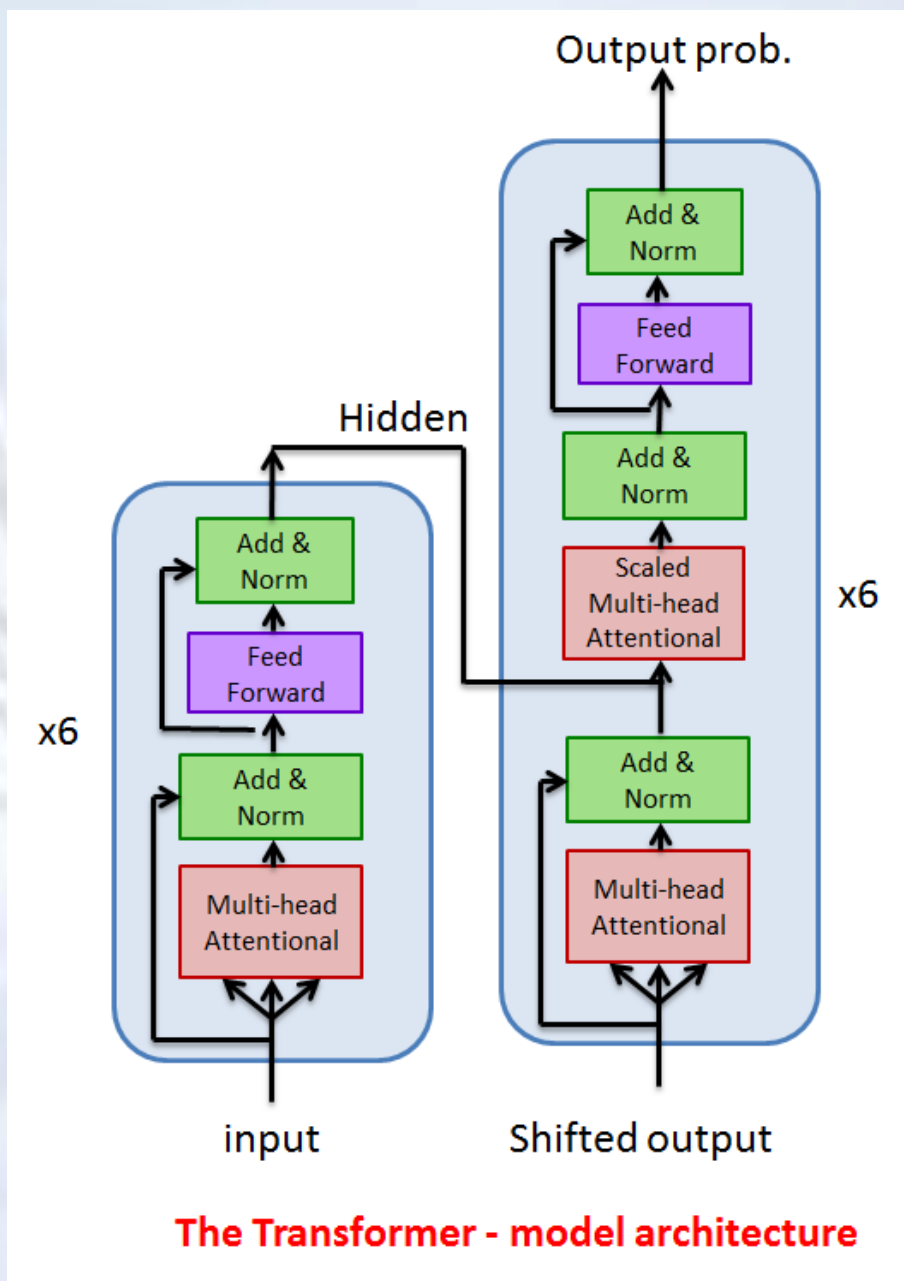 Output prob.
Add &
Norm
Feed
Forward
Add &
Norm
Scaled
Multi-head
Attentional
x6
Add &
Norm
Multi-head
Attentional
Shifted output
Hidden
Add &
Norm
Feed
Forward
x6
Add &
Norm
Multi-head
Attentional
input
The Transformer - model architecture